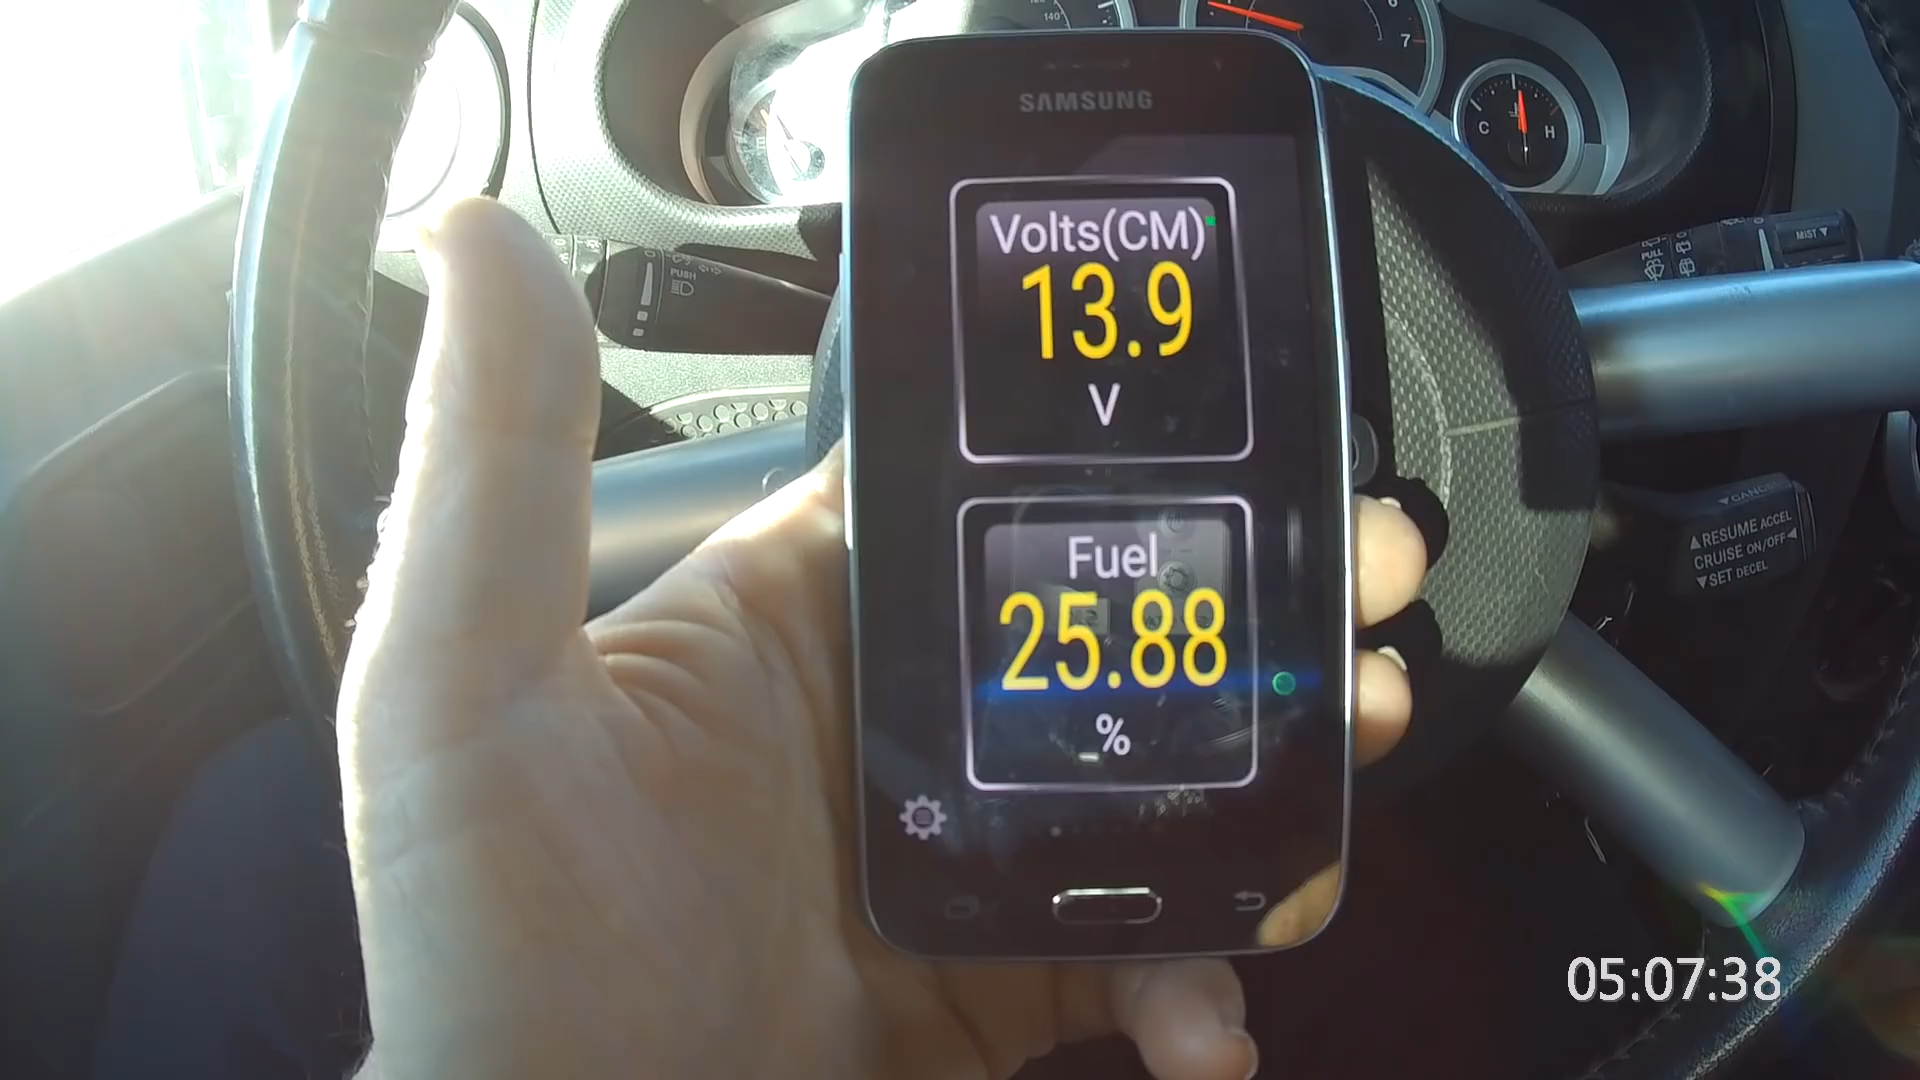 140
7
C
H
SAMSUNG
Volts(CM)
13.9
V
Fuel
25.88
%
PUSH
PULL
MIST ▼
▼CANCEL
▲RESUME ACCEL
CRUISE ON/OFF◄
▼SET DECEL
05:07:38